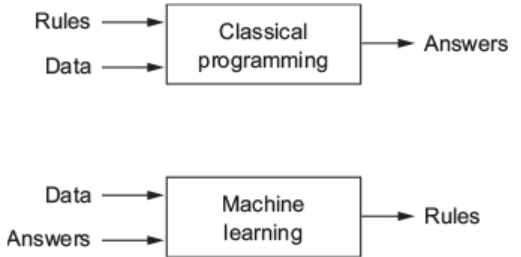 Rules
Data
Classical
programming
Answers
Data
Answers
Machine
learning
Rules